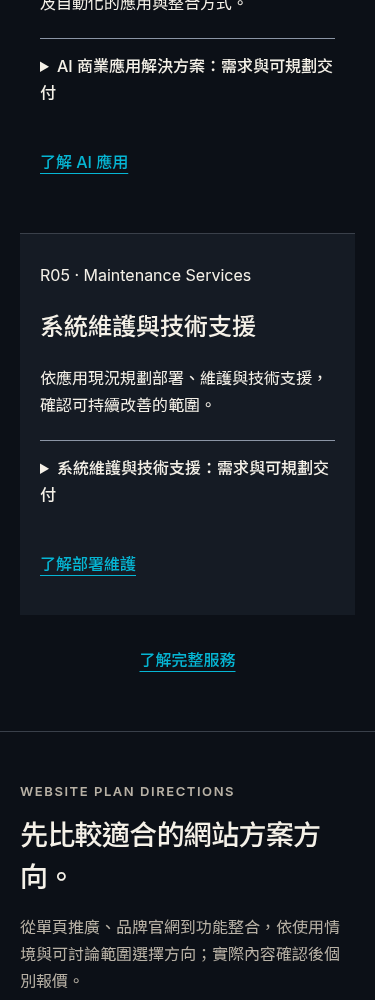 及自動化的應用與整合方式。
▶ AI 商業應用解決方案：需求與可規劃交
付
了解 AI 應用
R05 · Maintenance Services
系統維護與技術支援
依應用現況規劃部署、維護與技術支援，
確認可持續改善的範圍。
▶ 系統維護與技術支援：需求與可規劃交
付
了解部署維護
了解完整服務
WEBSITE PLAN DIRECTIONS
先比較適合的網站方案方
向。
從單頁推廣、品牌官網到功能整合，依使用情
境與可討論範圍選擇方向；實際內容確認後個
別報價。